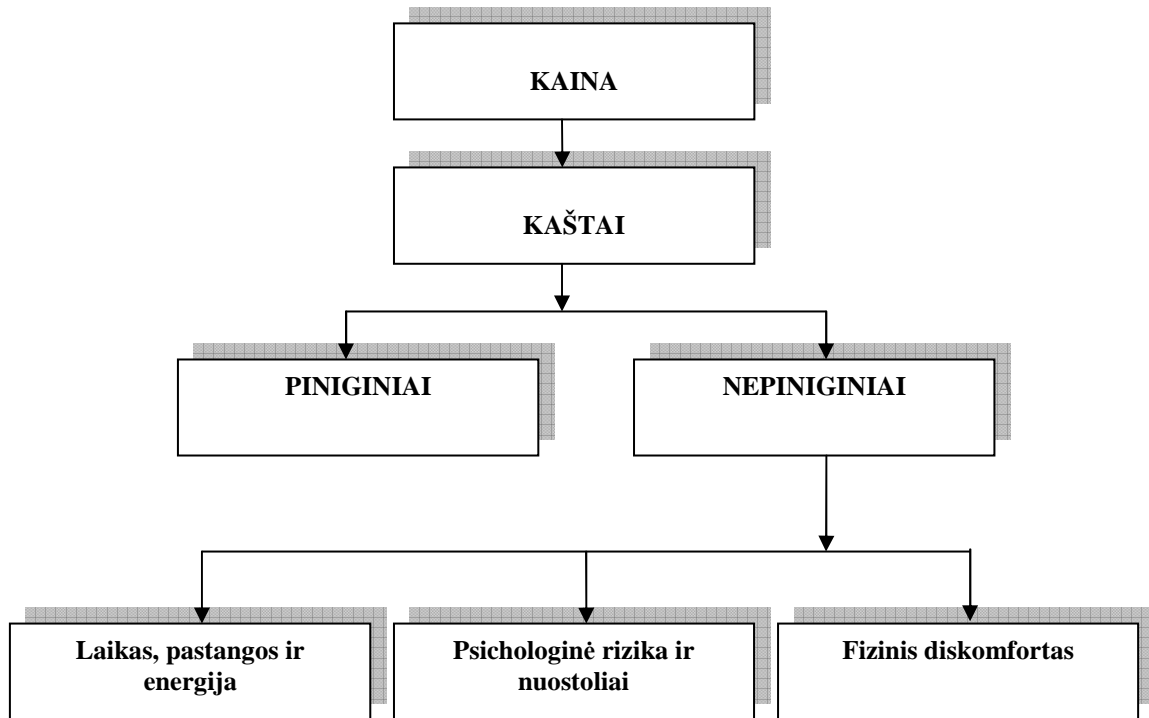 KAINA
KAŠTAI
PINIGINIAI
NEPINIGINIAI
Laikas, pastangos ir
energija
Psichologinė rizika ir
nuostoliai
Fizinis diskomfortas